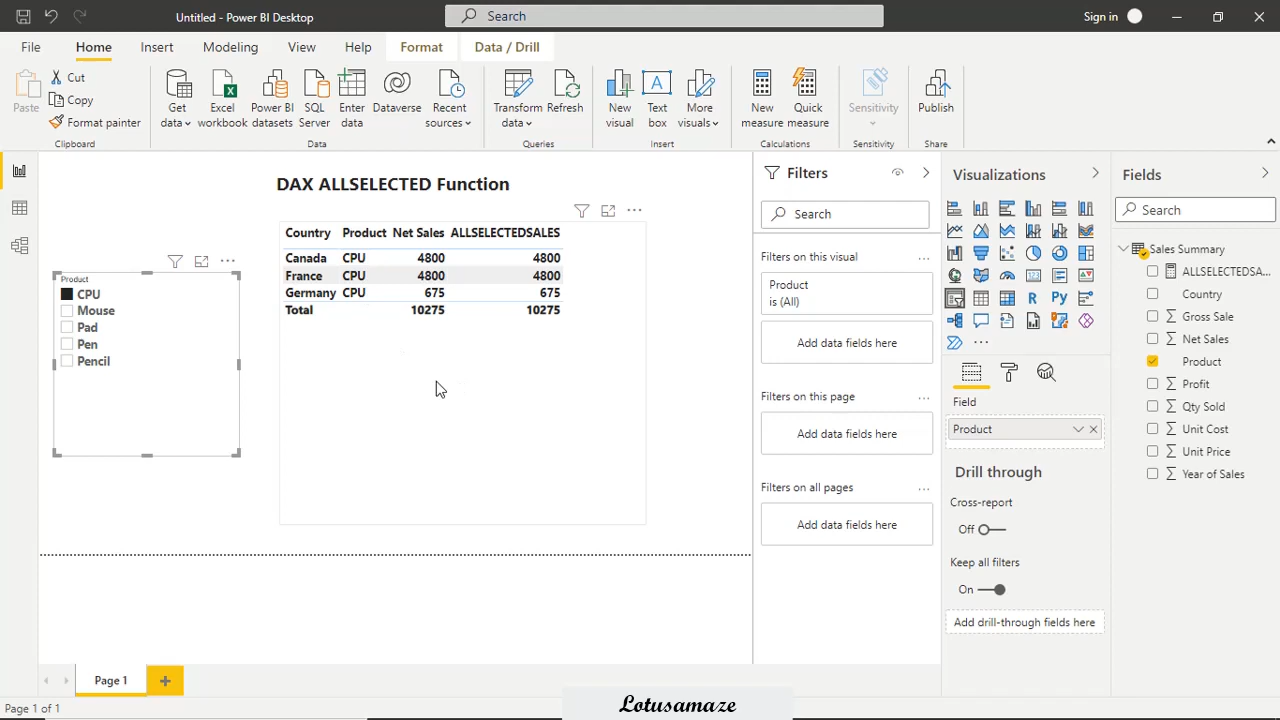 Untitled - Power BI Desktop
Search
Sign in
File
Home
Insert
Modeling
View
Help
Format
Data / Drill
Paste
Cut
Copy
Format painter
Clipboard
Get data
Excel workbook
Power BI datasets
SQL Server
Enter data
Dataverse
Recent sources
Data
Transform data
Refresh
Queries
New visual
Text box
More visuals
Insert
New measure
Quick measure
Calculations
Sensitivity
Sensitivity
Publish
Share
DAX ALLSELECTED Function
Product
CPU
Mouse
Pad
Pen
Pencil
Country Product Net Sales ALLSELECTEDSALES
Canada CPU 4800 4800
France CPU 4800 4800
Germany CPU 675 675
Total 10275 10275
Filters
Search
Filters on this visual
Product
is (All)
Add data fields here
Filters on this page
Add data fields here
Filters on all pages
Add data fields here
Visualizations
R
Py
Field
Product
Drill through
Cross-report
Off
Keep all filters
On
Add drill-through fields here
Fields
Search
Sales Summary
ALLSELECTEDSA...
Country
Gross Sale
Net Sales
Product
Profit
Qty Sold
Unit Cost
Unit Price
Year of Sales
Page 1
Page 1 of 1
Lotusamaze